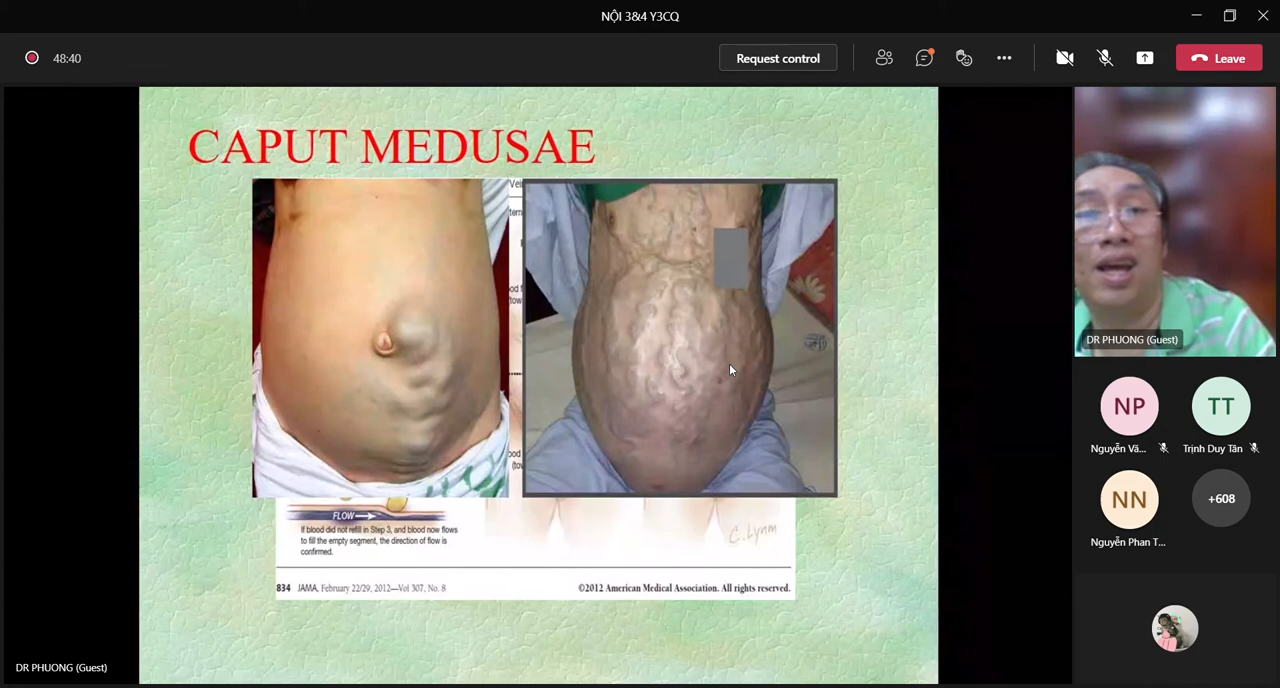 NỘI 3&4 Y3CQ
48:40
Request control
Leave
CAPUT MEDUSAE
FLOW
If blood did not refill in Step 3, and blood now flows
to fill the empty segment, the direction of flow is
confirmed.
C.Lynm
834 JAMA, February 22/29, 2012—Vol 307, No. 8
©2012 American Medical Association. All rights reserved.
DR PHUONG (Guest)
DR PHUONG (Guest)
NP
TT
Nguyễn Vă...
Trịnh Duy Tân
NN
+608
Nguyễn Phan T...